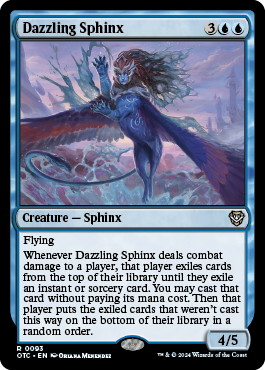 Dazzling Sphinx 3
Creature — Sphinx
Flying
Whenever Dazzling Sphinx deals combat
damage to a player, that player exiles cards
from the top of their library until they exile
an instant or sorcery card. You may cast that
card without paying its mana cost. Then that
player puts the exiled cards that weren't cast
this way on the bottom of their library in a
random order.
4/5
R 0093
OTC • EN Oriana Menendez
™ & © 2024 Wizards of the Coast